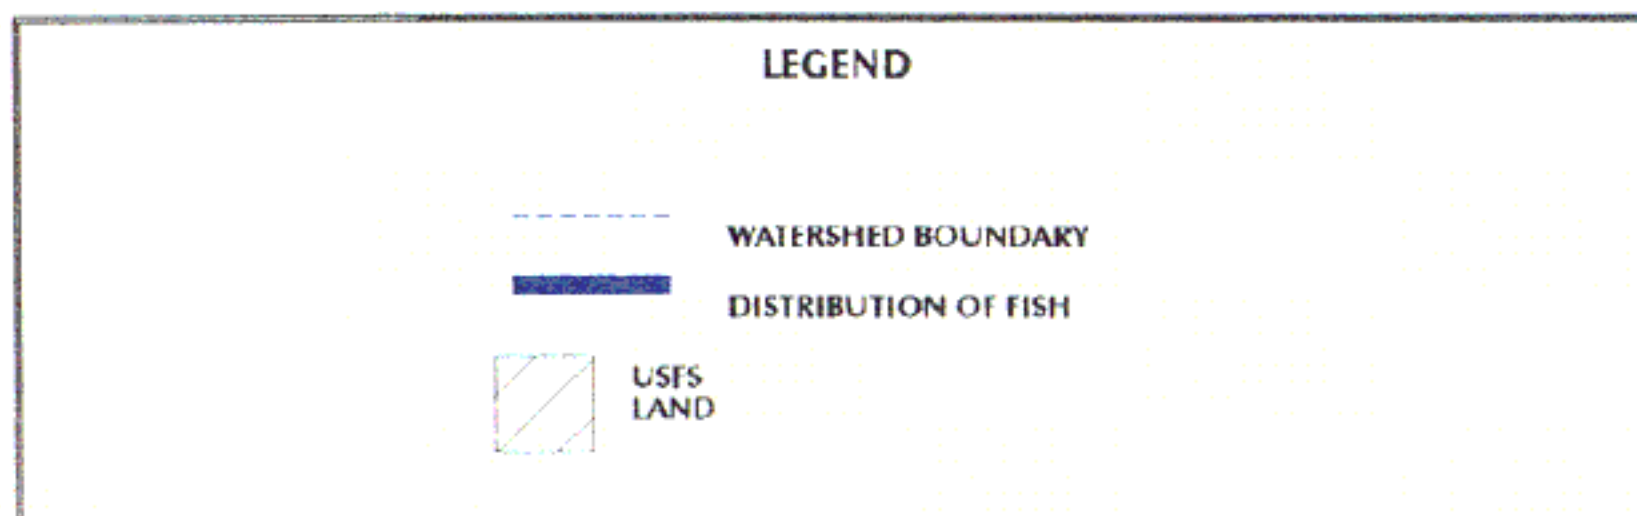 LEGEND
WATERSHED BOUNDARY
DISTRIBUTION OF FISH
USFS
LAND